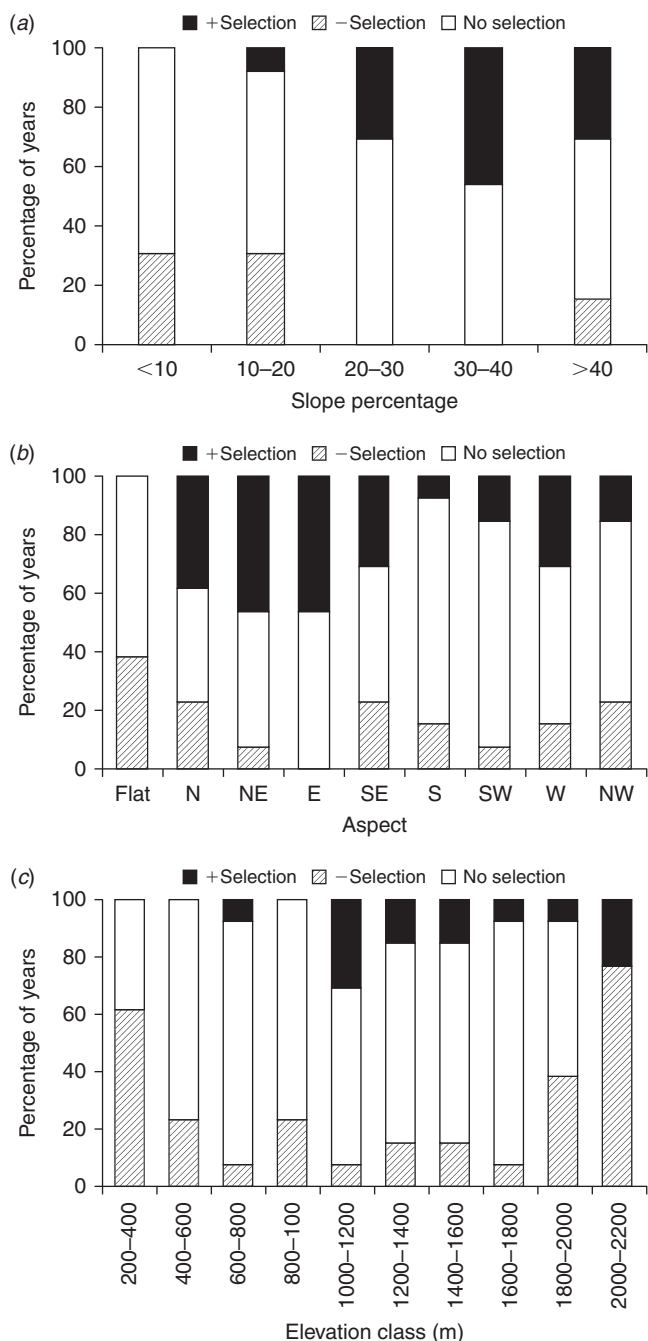 (a)
+Selection −Selection No selection
100
80
60
40
20
0
Percentage of years
<10 10–20 20–30 30–40 >40
Slope percentage
(b)
+Selection −Selection No selection
100
80
60
40
20
0
Percentage of years
Flat N NE E SE S SW W NW
Aspect
(c)
+Selection −Selection No selection
100
80
60
40
20
0
Percentage of years
200–400
400–600
600–800
800–100
1000–1200
1200–1400
1400–1600
1600–1800
1800–2000
2000–2200
Elevation class (m)